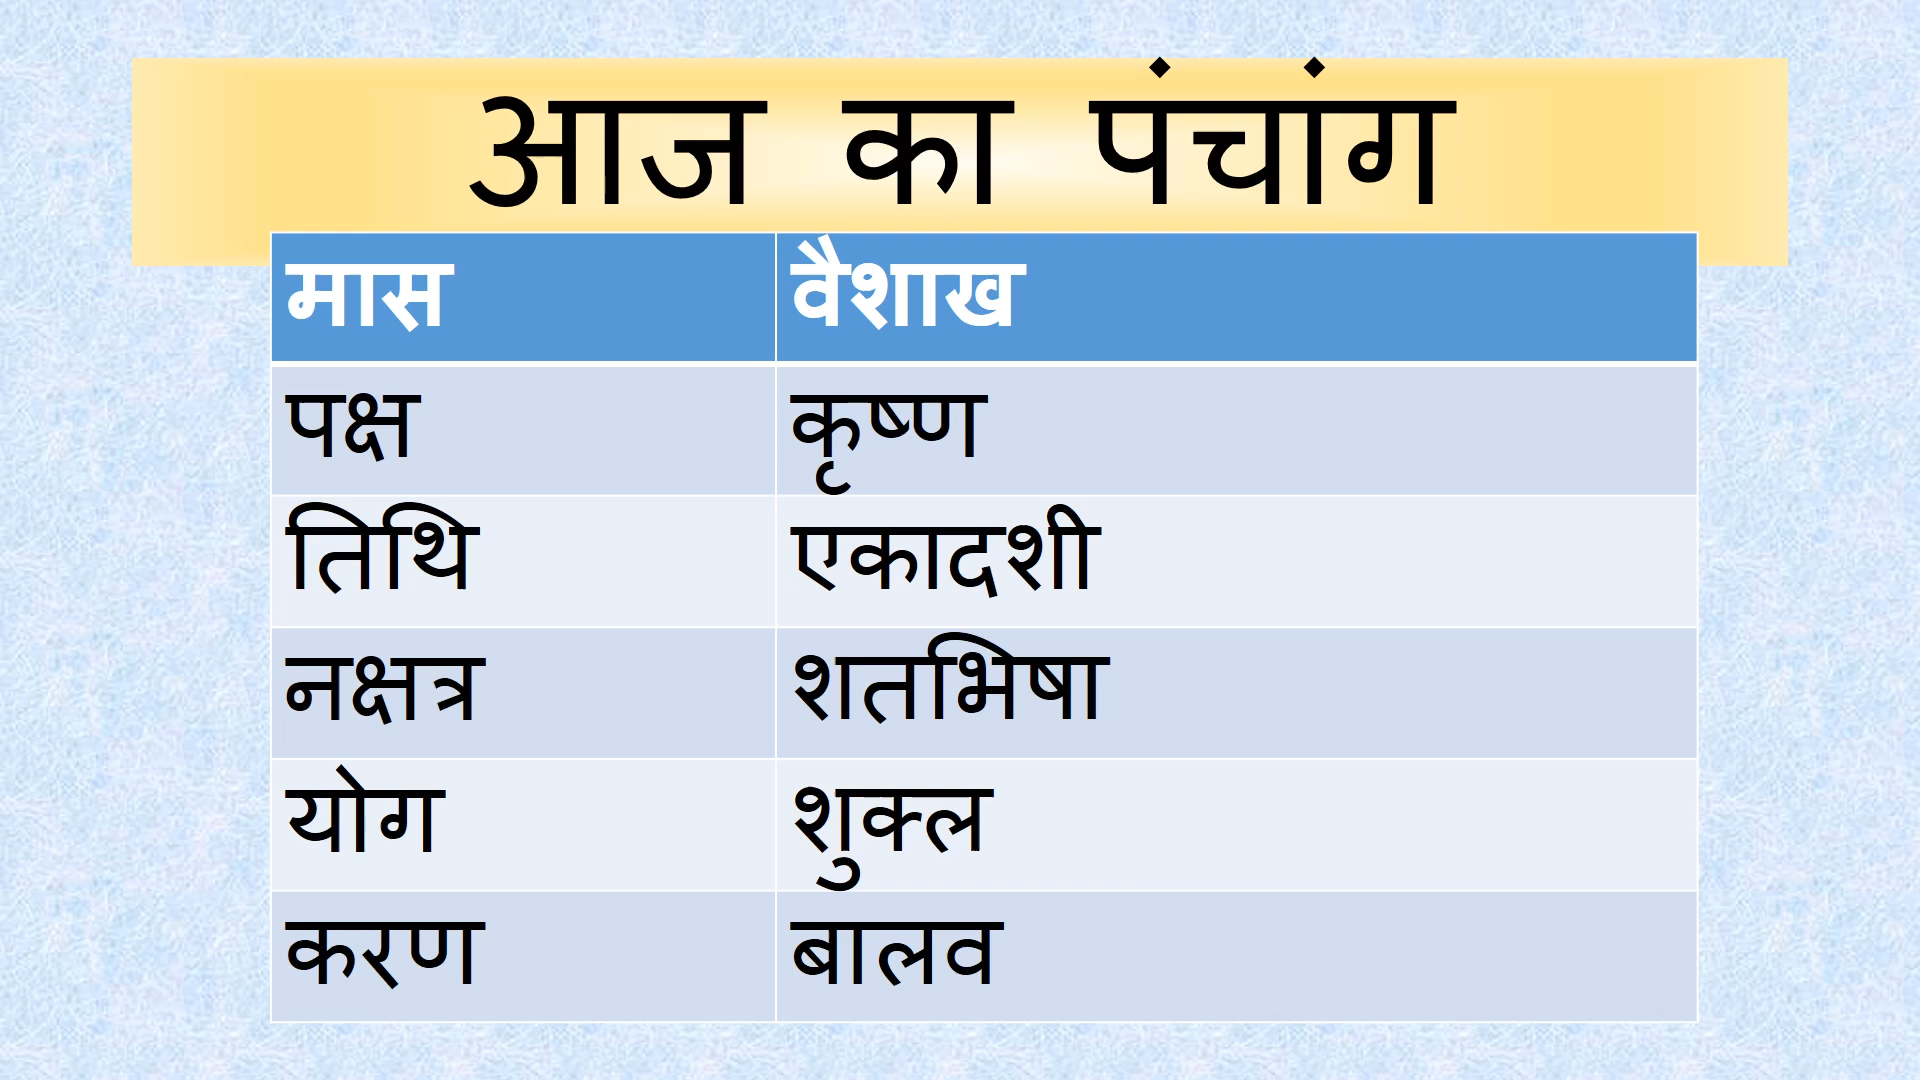 आज का पंचांग
मास वैशाख
पक्ष कृष्ण
तिथि एकादशी
नक्षत्र शतभिषा
योग शुक्ल
करण बालव